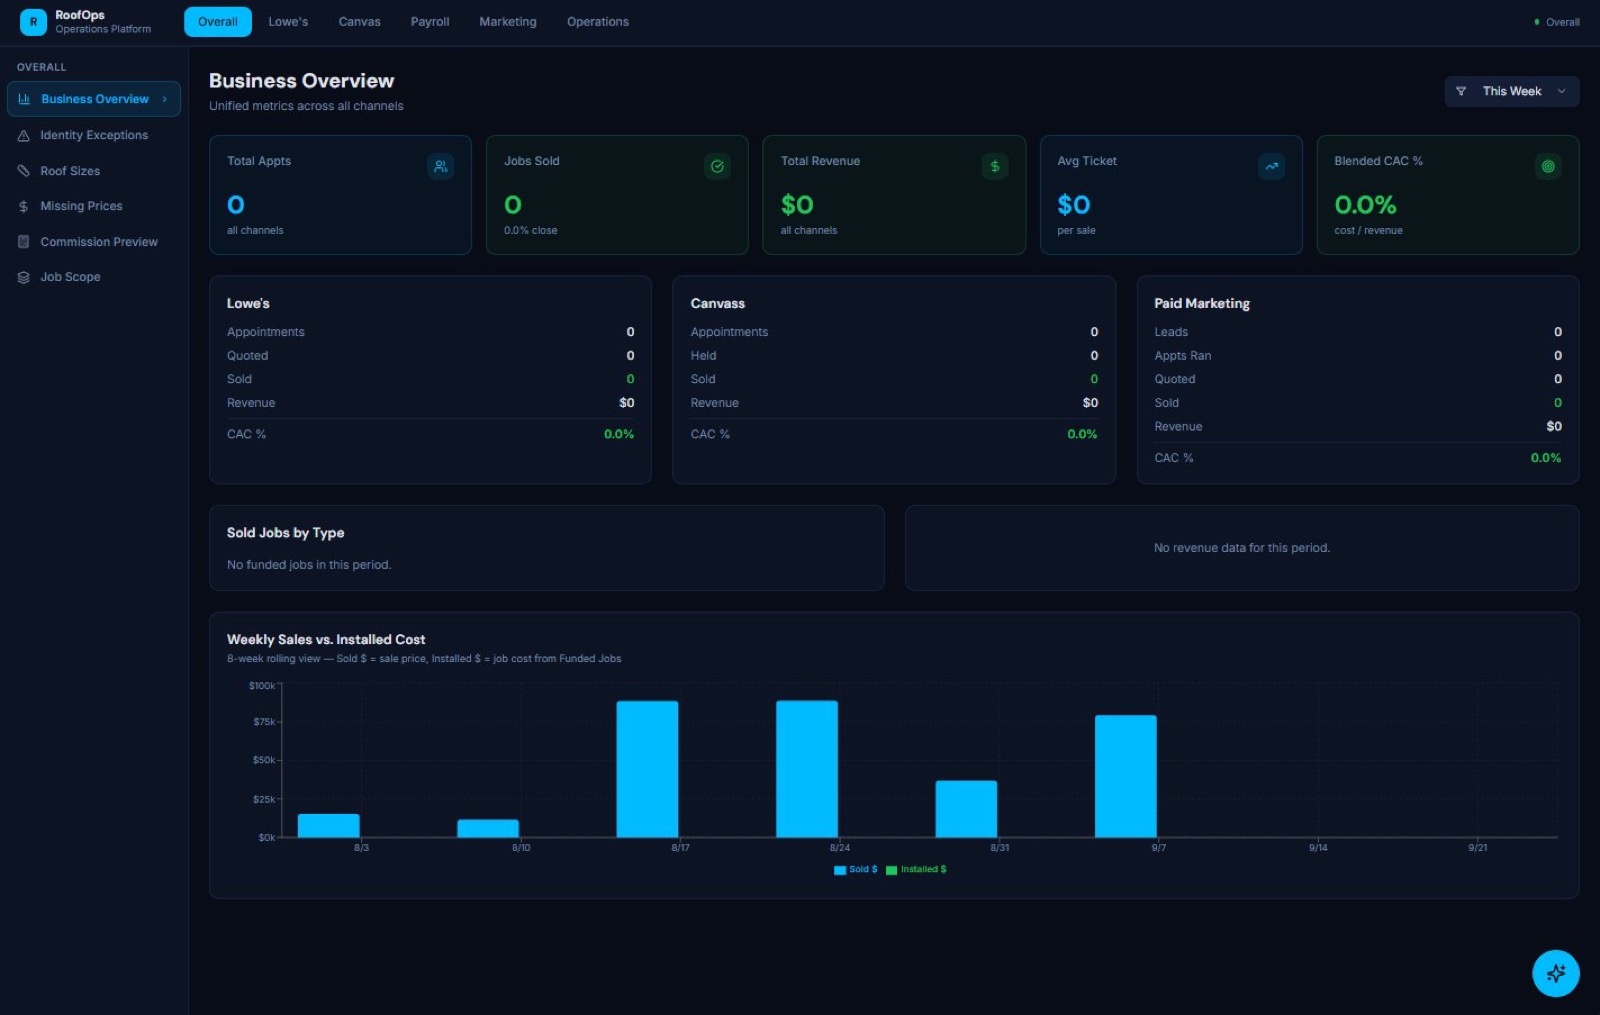 R
RoofOps
Operations Platform
Overall
Lowe's
Canvas
Payroll
Marketing
Operations
Overall
OVERALL
Business Overview
Identity Exceptions
Roof Sizes
Missing Prices
Commission Preview
Job Scope
Business Overview
Unified metrics across all channels
This Week
Total Appts
0
all channels
Jobs Sold
0
0.0% close
Total Revenue
$0
all channels
Avg Ticket
$0
per sale
Blended CAC %
0.0%
cost / revenue
Lowe's
Appointments 0
Quoted 0
Sold 0
Revenue $0
CAC % 0.0%
Canvass
Appointments 0
Held 0
Sold 0
Revenue $0
CAC % 0.0%
Paid Marketing
Leads 0
Appts Ran 0
Quoted 0
Sold 0
Revenue $0
CAC % 0.0%
Sold Jobs by Type
No funded jobs in this period.
No revenue data for this period.
Weekly Sales vs. Installed Cost
8-week rolling view — Sold $ = sale price, Installed $ = job cost from Funded Jobs
$100k
$75k
$50k
$25k
$0k
8/3 8/10 8/17 8/24 8/31 9/7 9/14 9/21
Sold $ Installed $